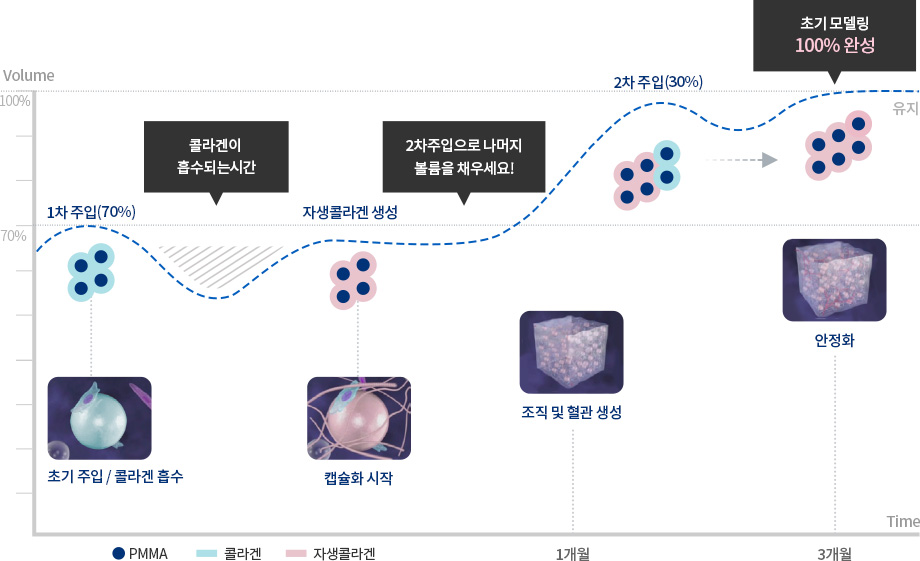 초기 모델링
100% 완성
Volume
100%
2차 주입(30%)
유지
콜라겐이
흡수되는시간
2차주입으로 나머지
볼륨을 채우세요!
1차 주입(70%)
자생콜라겐 생성
70%
안정화
조직 및 혈관 생성
초기 주입 / 콜라겐 흡수
캡슐화 시작
Time
PMMA
콜라겐
자생콜라겐
1개월
3개월